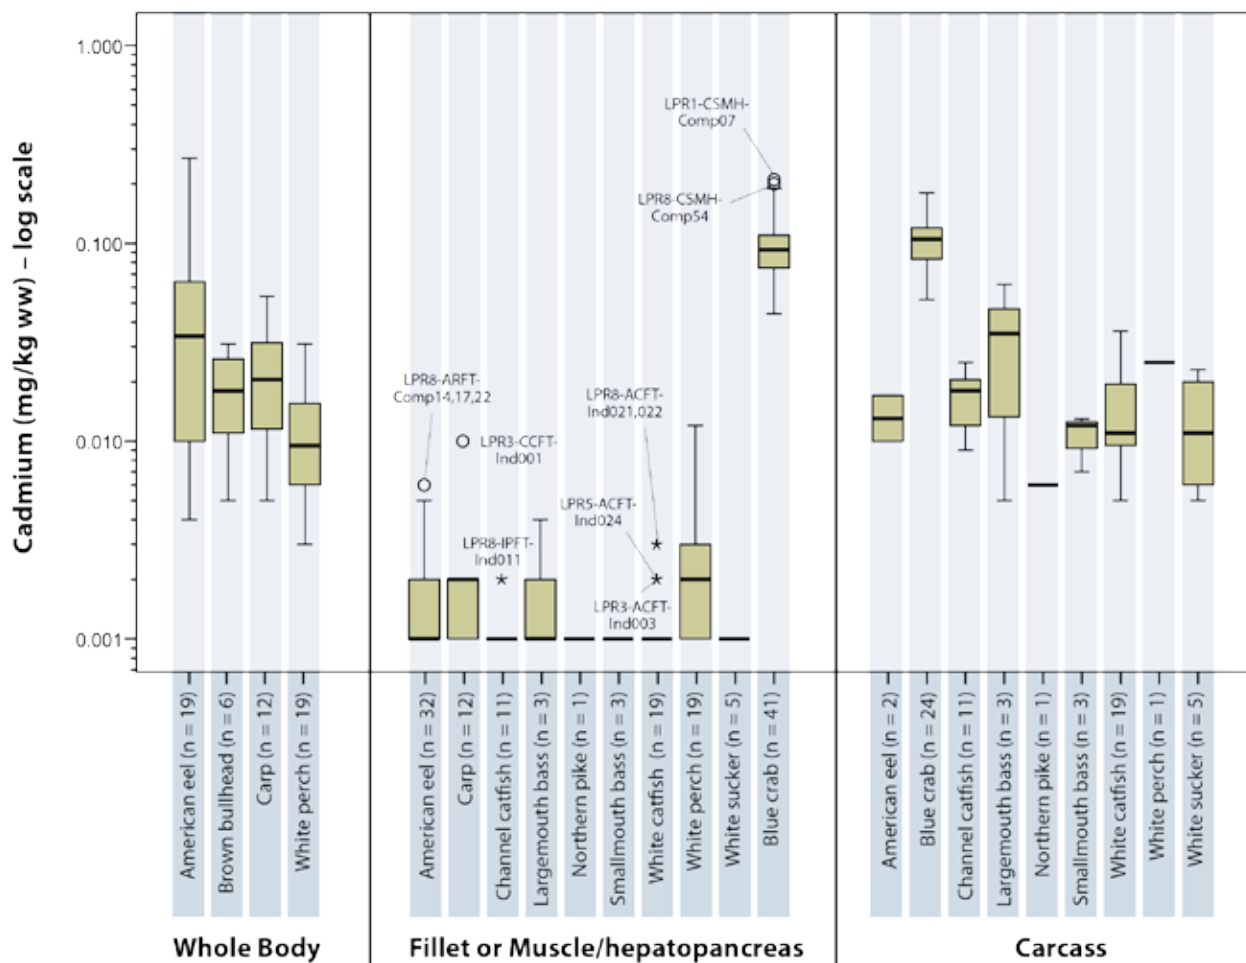 Cadmium (mg/kg ww) – log scale
1.000
0.100
0.010
0.001
LPR1-CSMH-
Comp07
LPR8-CSMH-
Comp54
LPR8-ARFT-
Comp14,17,22
LPR3-CCFT-
Ind001
LPR8-IPFT-
Ind011
LPR8-ACFT-
Ind021,022
LPR5-ACFT-
Ind024
LPR3-ACFT-
Ind003
American eel (n = 19)
Brown bullhead (n = 6)
Carp (n = 12)
White perch (n = 19)
American eel (n = 32)
Carp (n = 12)
Channel catfish (n = 11)
Largemouth bass (n = 3)
Northern pike (n = 1)
Smallmouth bass (n = 3)
White catfish (n = 19)
White perch (n = 19)
White sucker (n = 5)
Blue crab (n = 41)
American eel (n = 2)
Blue crab (n = 24)
Channel catfish (n = 11)
Largemouth bass (n = 3)
Northern pike (n = 1)
Smallmouth bass (n = 3)
White catfish (n = 19)
White perch (n = 1)
White sucker (n = 5)
Whole Body
Fillet or Muscle/hepatopancreas
Carcass